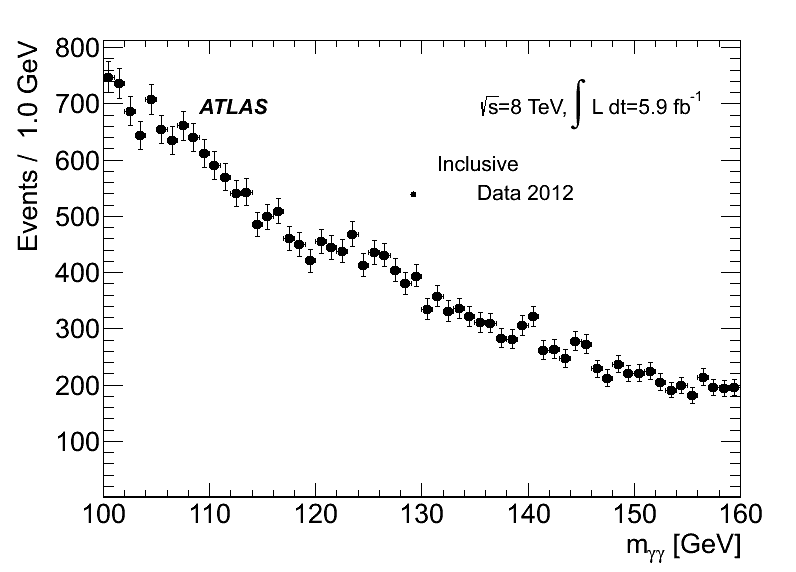 Events / 1.0 GeV
800
700
600
500
400
300
200
100
ATLAS
√s=8 TeV, ∫ L dt=5.9 fb⁻¹
Inclusive
Data 2012
100 110 120 130 140 150 160
mγγ [GeV]